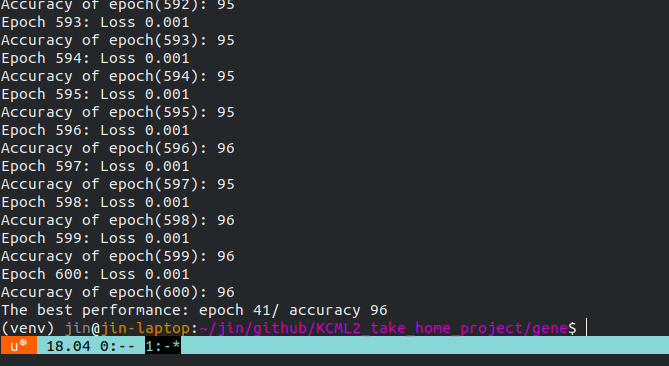 Accuracy of epoch(592): 95
Epoch 593: Loss 0.001
Accuracy of epoch(593): 95
Epoch 594: Loss 0.001
Accuracy of epoch(594): 95
Epoch 595: Loss 0.001
Accuracy of epoch(595): 95
Epoch 596: Loss 0.001
Accuracy of epoch(596): 96
Epoch 597: Loss 0.001
Accuracy of epoch(597): 95
Epoch 598: Loss 0.001
Accuracy of epoch(598): 96
Epoch 599: Loss 0.001
Accuracy of epoch(599): 96
Epoch 600: Loss 0.001
Accuracy of epoch(600): 96
The best performance: epoch 41/ accuracy 96
(venv) jin@jin-laptop:~/jin/github/KCML2_take_home_project/gene$
u® 18.04 0:-- 1:-*